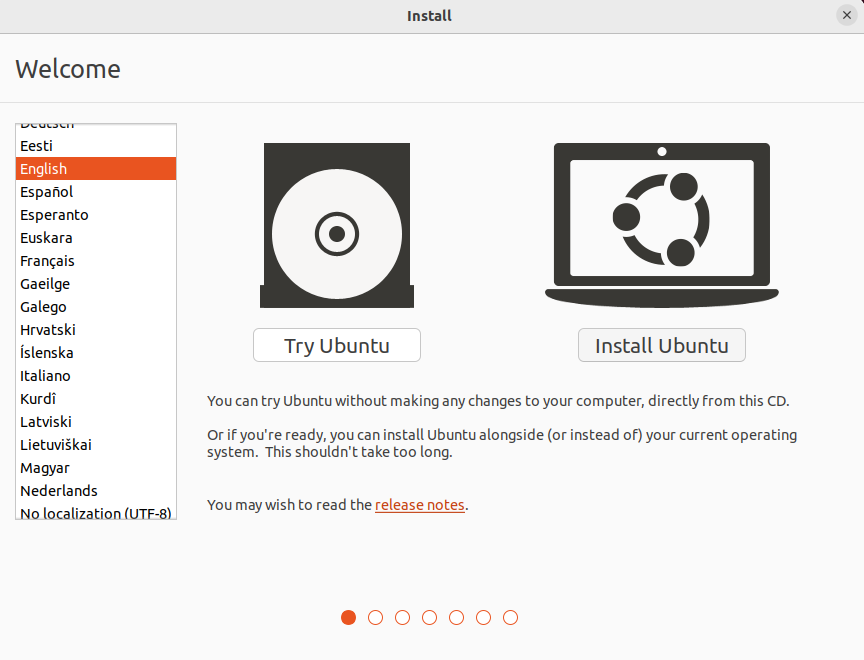 Install
Welcome
Deutsch
Eesti
English
Español
Esperanto
Euskara
Français
Gaeilge
Galego
Hrvatski
Íslenska
Italiano
Kurdî
Latviski
Lietuviškai
Magyar
Nederlands
No localization (UTF-8)
Try Ubuntu
Install Ubuntu
You can try Ubuntu without making any changes to your computer, directly from this CD.
Or if you're ready, you can install Ubuntu alongside (or instead of) your current operating
system.  This shouldn't take too long.
You may wish to read the release notes.